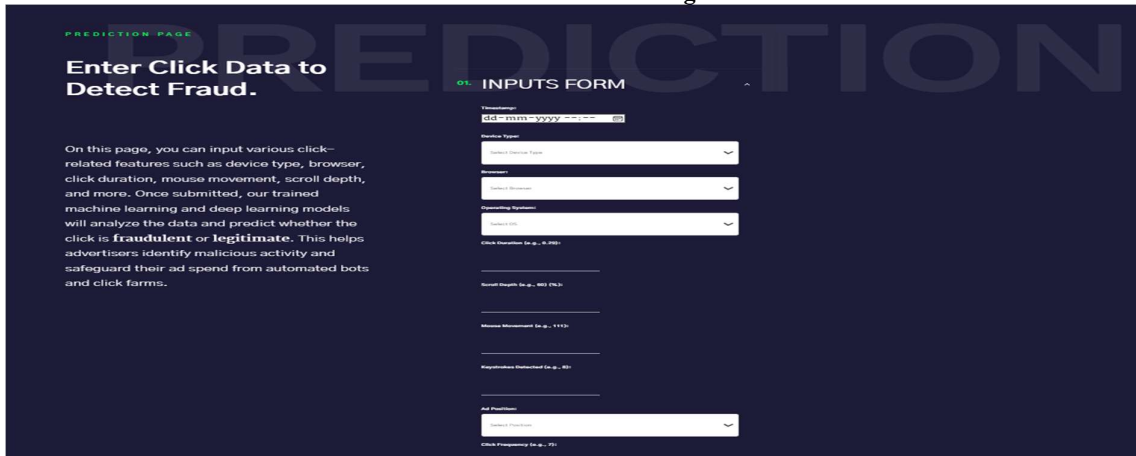 PREDICTION
PREDICTION PAGE
Enter Click Data to
Detect Fraud.
On this page, you can input various click-
related features such as device type, browser,
click duration, mouse movement, scroll depth,
and more. Once submitted, our trained
machine learning and deep learning models
will analyze the data and predict whether the
click is fraudulent or legitimate. This helps
advertisers identify malicious activity and
safeguard their ad spend from automated bots
and click farms.
01. INPUTS FORM
Timestamp:
dd-mm-yyyy --:--
Device Type:
Select Device Type
Browser:
Select Browser
Operating System:
Select OS
Click Duration (e.g., 0.29):
Scroll Depth (e.g., 60) (%):
Mouse Movement (e.g., 111):
Keystrokes Detected (e.g., 8):
Ad Position:
Select Position
Click Frequency (e.g., 7):